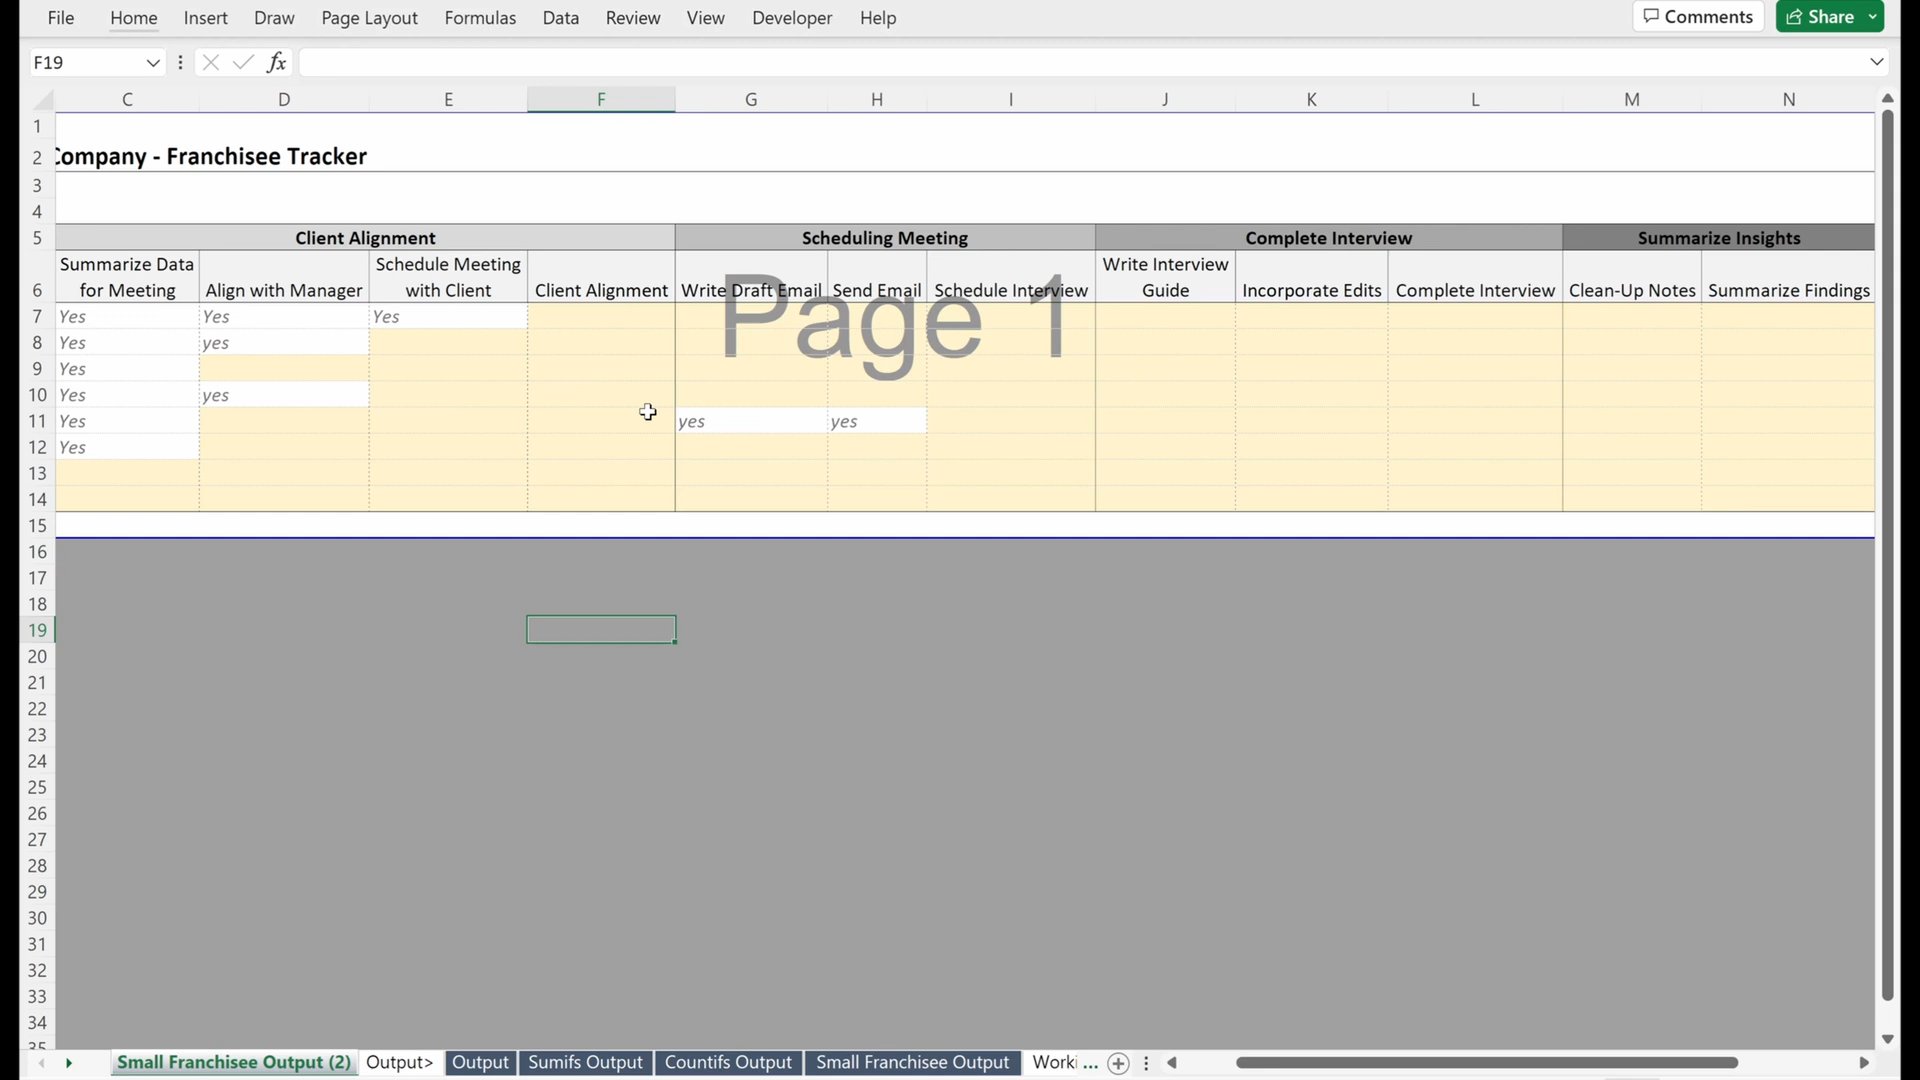 File Home Insert Draw Page Layout Formulas Data Review View Developer Help Comments Share
F19 fx
C D E F G H I J K L M N
1
2 Company - Franchisee Tracker
3
4
5 Client Alignment Scheduling Meeting Complete Interview Summarize Insights
Summarize Data Schedule Meeting Write Interview
6 for Meeting Align with Manager with Client Client Alignment Write Draft Email Send Email Schedule Interview Guide Incorporate Edits Complete Interview Clean-Up Notes Summarize Findings
Page 1
7 Yes Yes Yes
8 Yes yes
9 Yes
10 Yes yes
11 Yes yes yes
12 Yes
13
14
15
16
17
18
19
20
21
22
23
24
25
26
27
28
29
30
31
32
33
34
35
Small Franchisee Output (2) Output> Output Sumifs Output Countifs Output Small Franchisee Output Worki ...